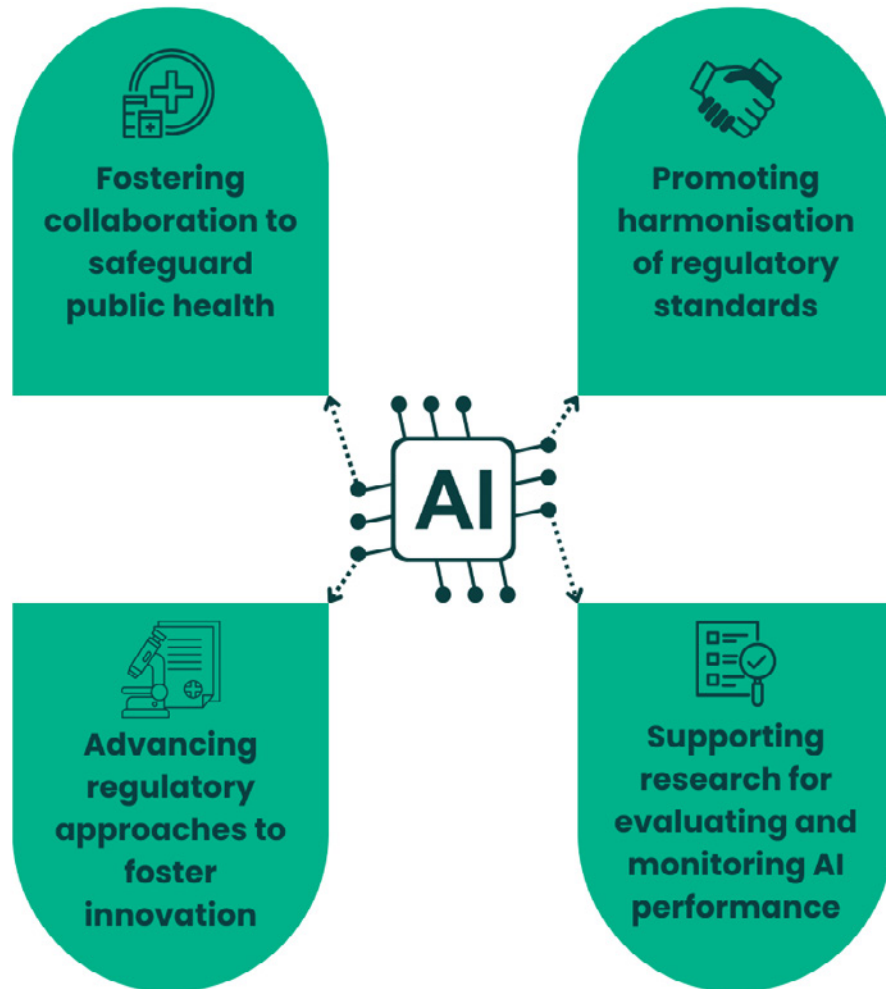 Fostering
collaboration to
safeguard
public health
Promoting
harmonisation
of regulatory
standards
AI
Advancing
regulatory
approaches to
foster
innovation
Supporting
research for
evaluating and
monitoring AI
performance